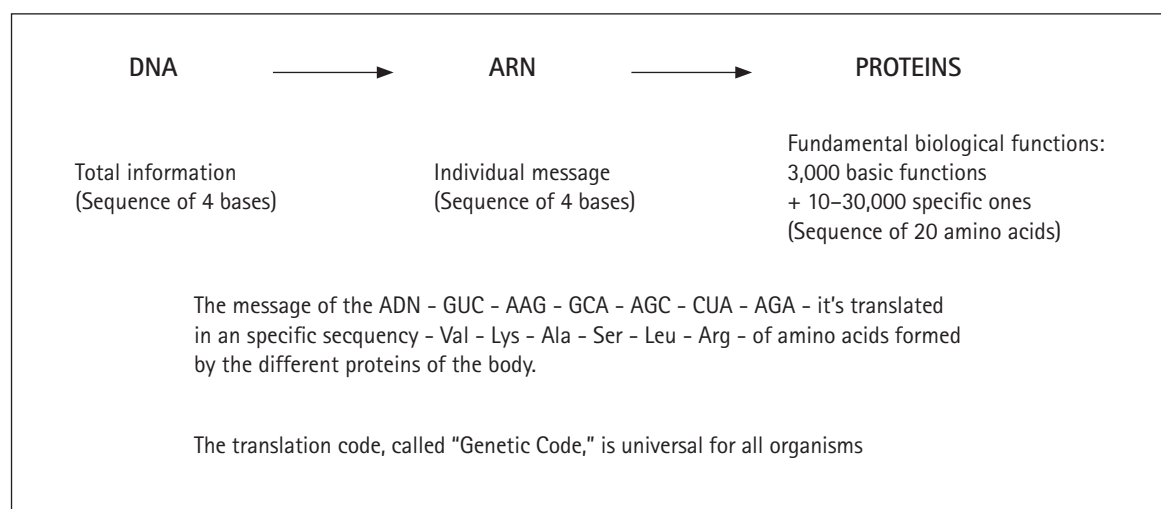 DNA → ARN → PROTEINS
Total information
(Sequence of 4 bases)
Individual message
(Sequence of 4 bases)
Fundamental biological functions:
3,000 basic functions
+ 10–30,000 specific ones
(Sequence of 20 amino acids)
The message of the ADN - GUC - AAG - GCA - AGC - CUA - AGA - it's translated
in an specific secquency - Val - Lys - Ala - Ser - Leu - Arg - of amino acids formed
by the different proteins of the body.
The translation code, called “Genetic Code,” is universal for all organisms